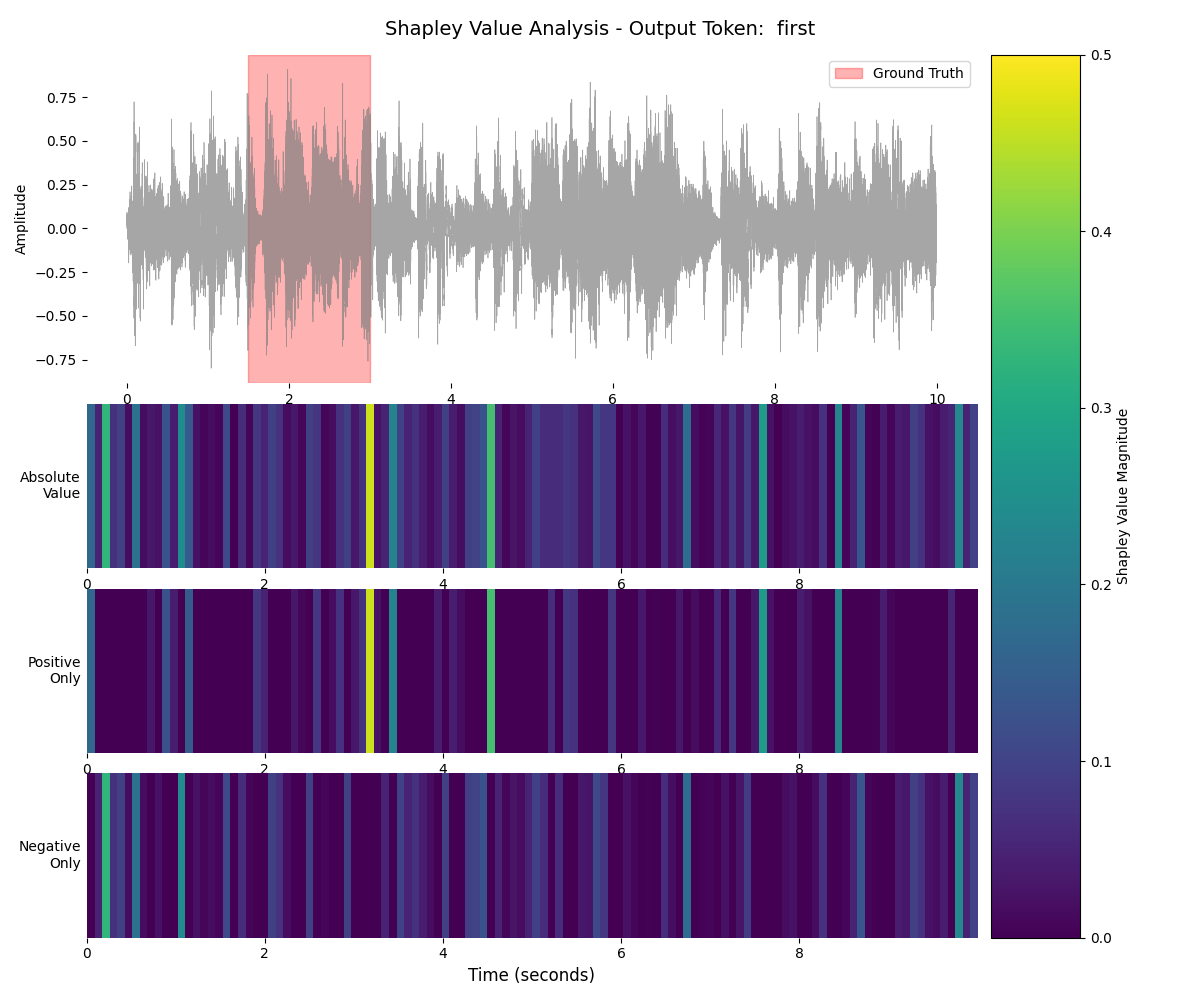 Shapley Value Analysis - Output Token:  first
Ground Truth
Amplitude
0.75
0.50
0.25
0.00
−0.25
−0.50
−0.75
0 2 4 6 8 10
Absolute
Value
0 2 4 6 8
Positive
Only
0 2 4 6 8
Negative
Only
0 2 4 6 8
Time (seconds)
0.5
0.4
0.3
0.2
0.1
0.0
Shapley Value Magnitude